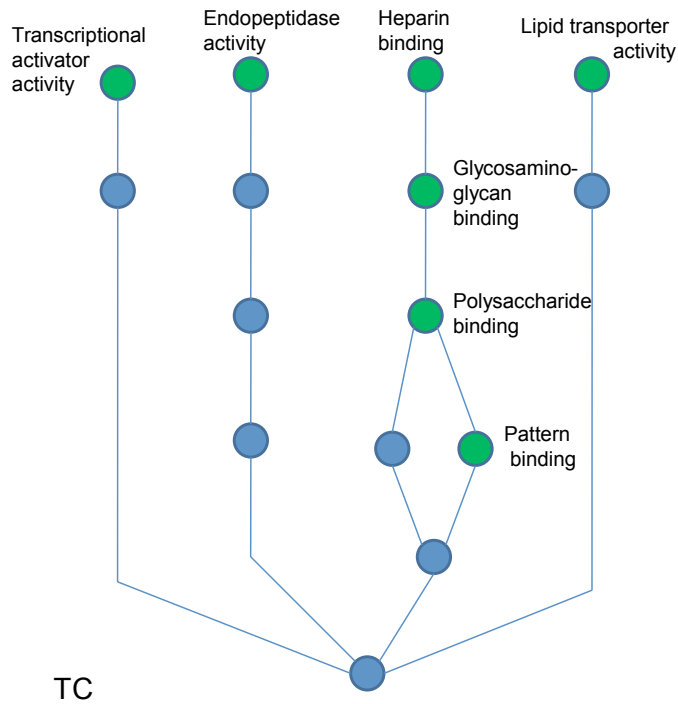 Transcriptional
activator
activity
Endopeptidase
activity
Heparin
binding
Lipid transporter
activity
Glycosamino-
glycan
binding
Polysaccharide
binding
Pattern
binding
TC